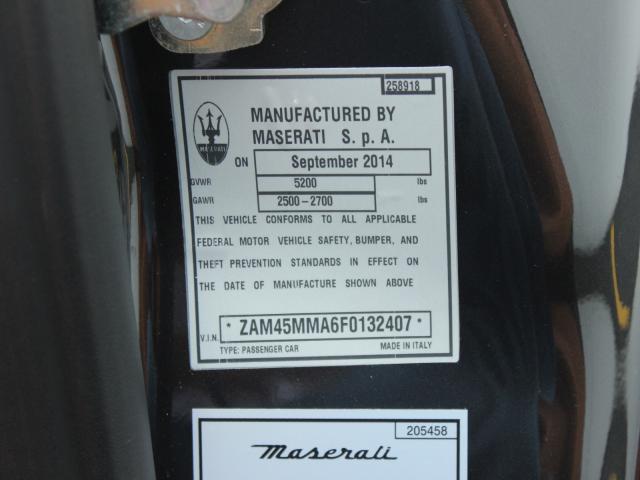 258918
MASERATI
MANUFACTURED BY
MASERATI S.p.A.
ON September 2014
GVWR 5200 lbs
GAWR 2500-2700 lbs
THIS VEHICLE CONFORMS TO ALL APPLICABLE
FEDERAL MOTOR VEHICLE SAFETY, BUMPER, AND
THEFT PREVENTION STANDARDS IN EFFECT ON
THE DATE OF MANUFACTURE SHOWN ABOVE
V.I.N. * ZAM45MMA6F0132407 *
TYPE: PASSENGER CAR MADE IN ITALY
205458
Maserati